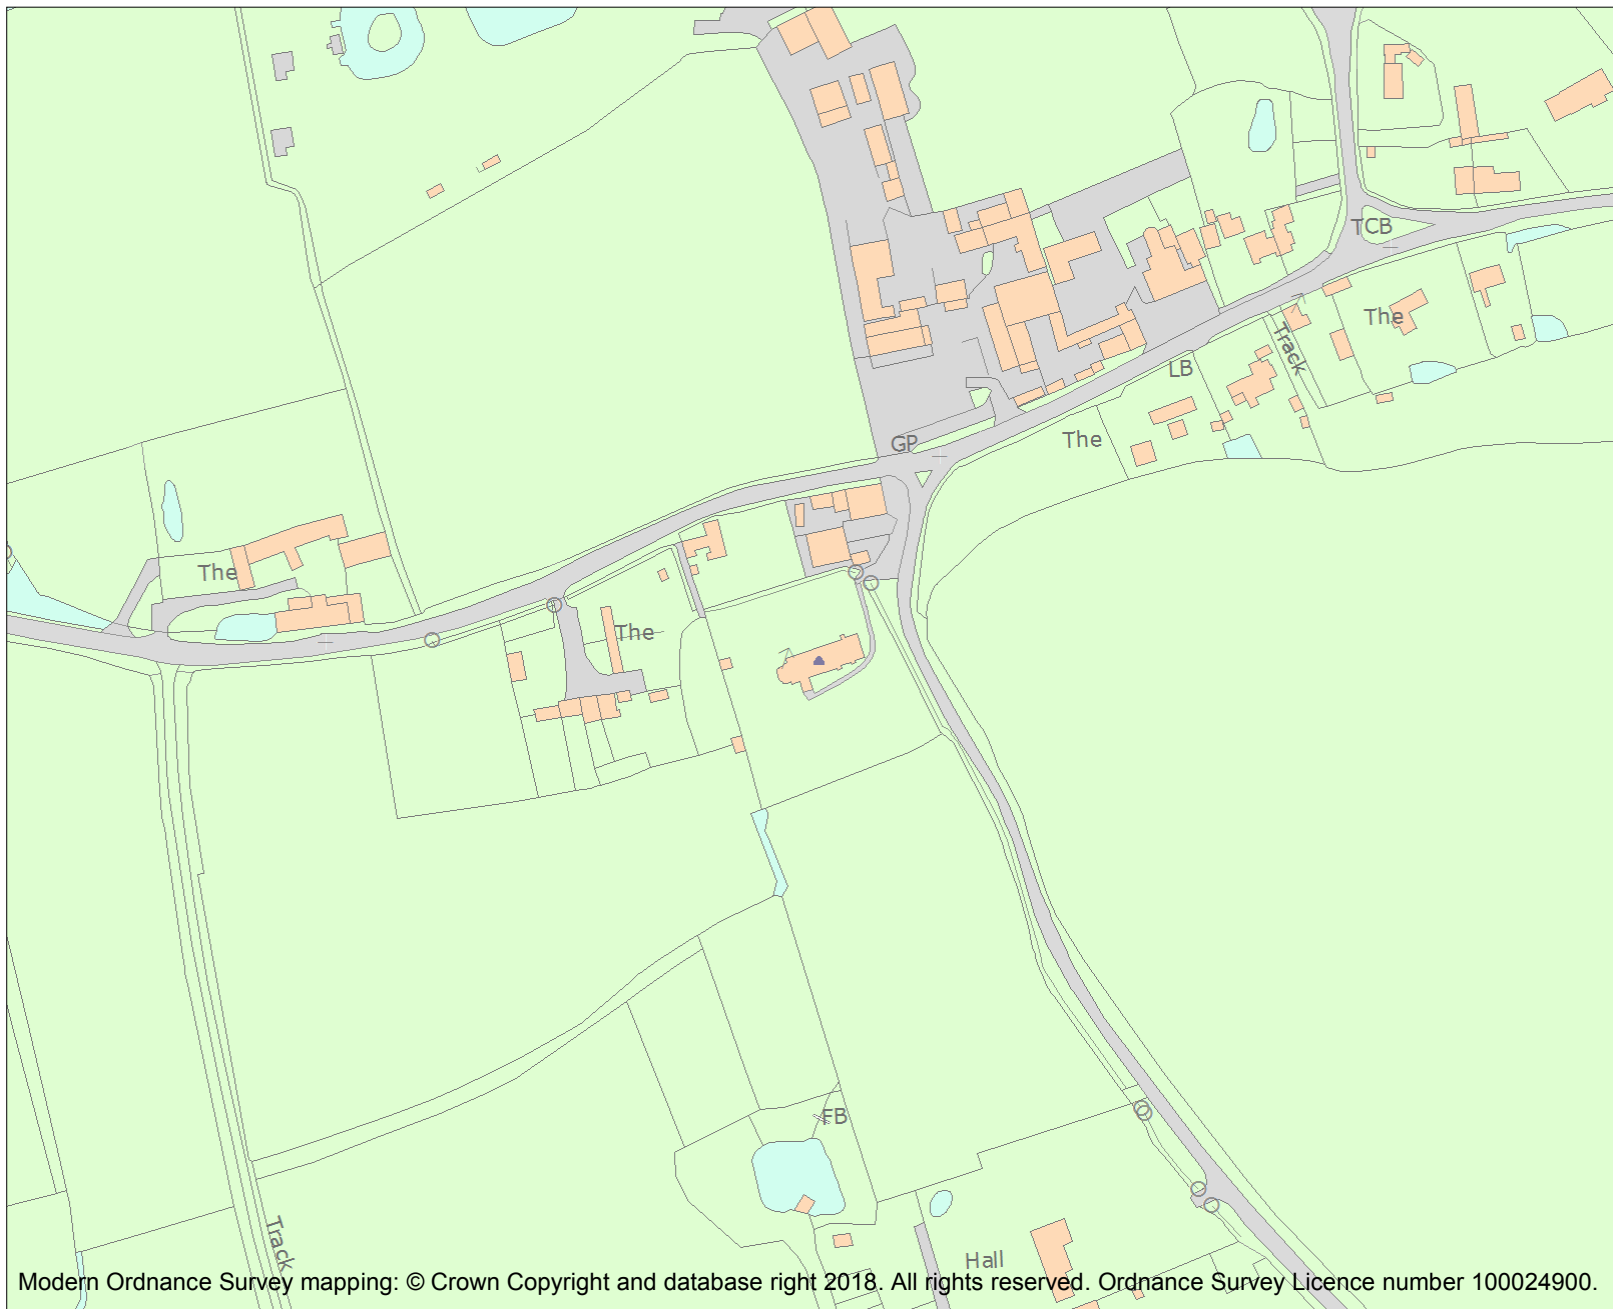 TCB
The
Track
LB
The
GP
The
The
FB
Track
Hall
Modern Ordnance Survey mapping: © Crown Copyright and database right 2018. All rights reserved. Ordnance Survey Licence number 100024900.